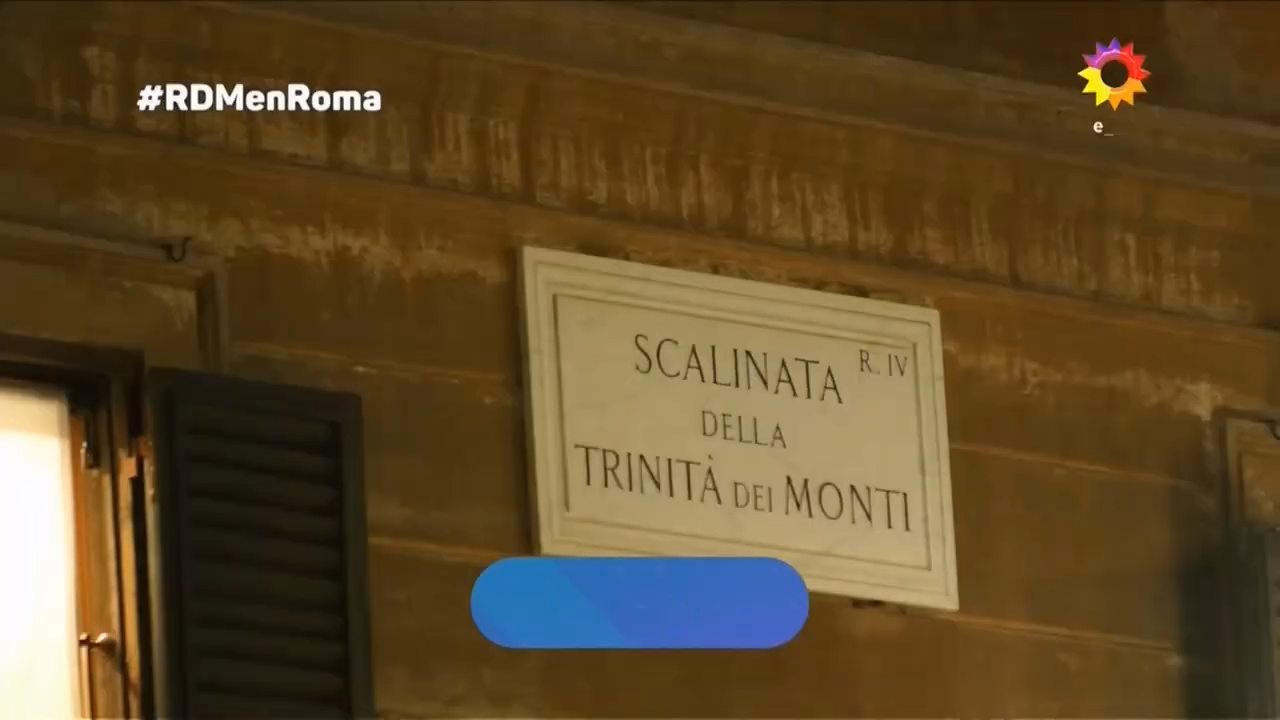 #RDMenRoma
e_
SCALINATA R. IV
DELLA
TRINITÀ DEI MONTI